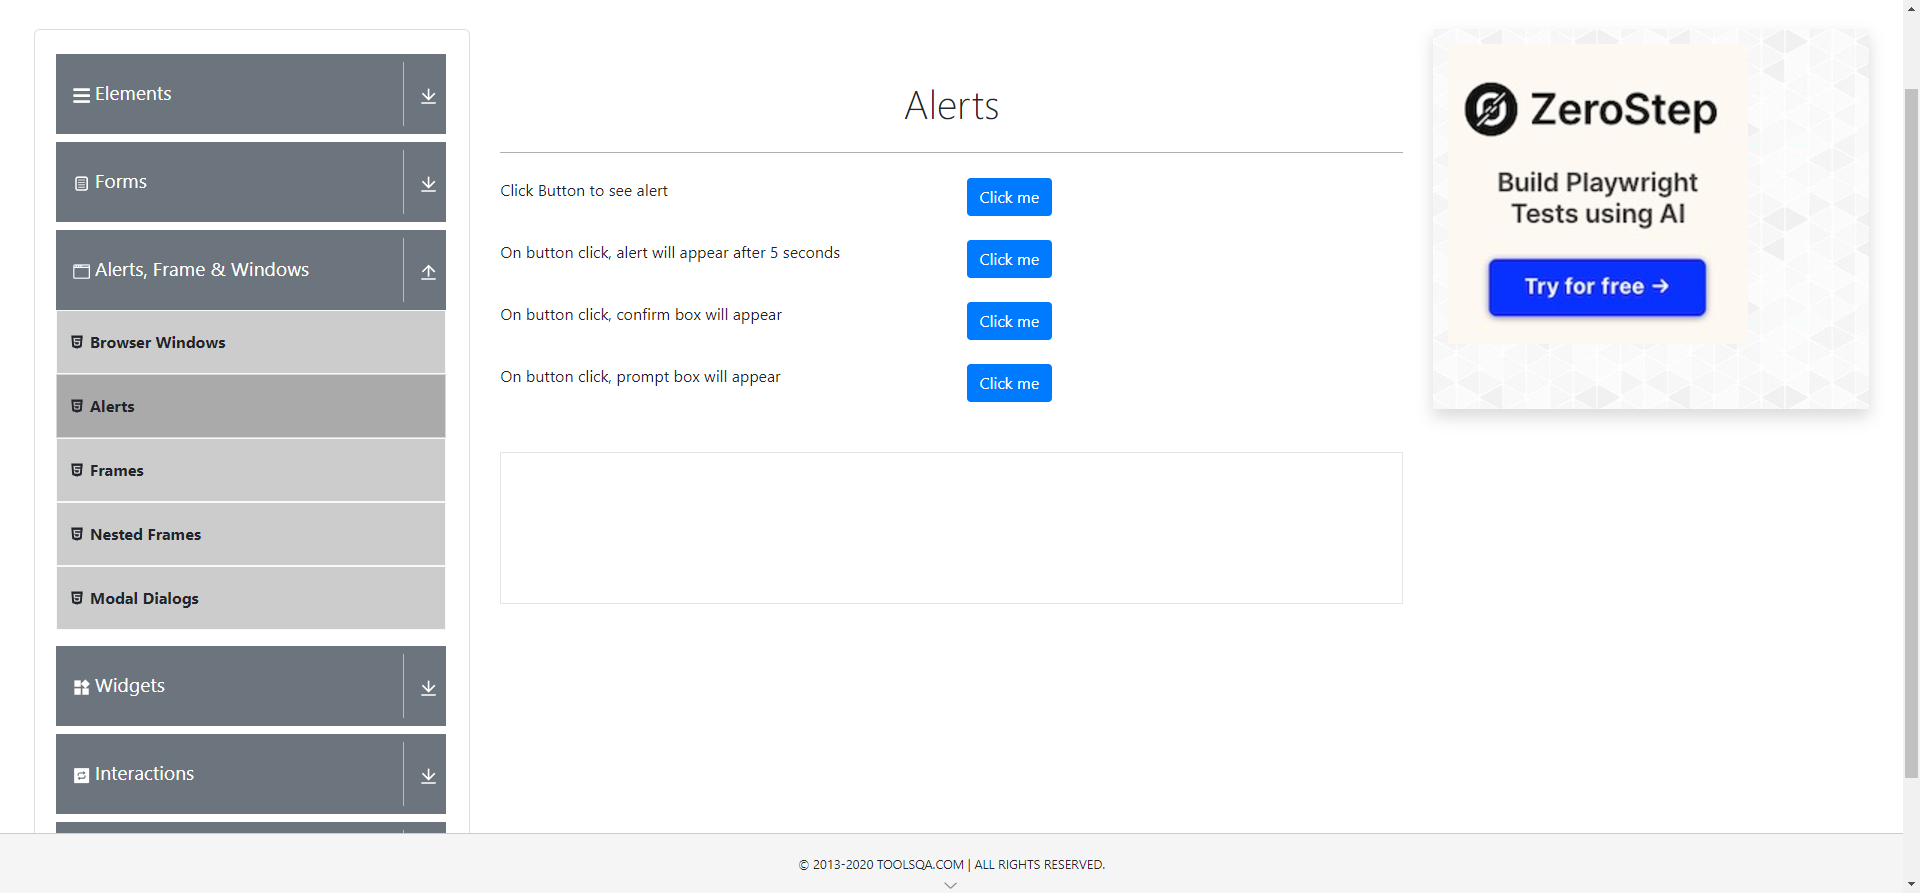 Elements
Forms
Alerts, Frame & Windows
Browser Windows
Alerts
Frames
Nested Frames
Modal Dialogs
Widgets
Interactions
Alerts
Click Button to see alert
Click me
On button click, alert will appear after 5 seconds
Click me
On button click, confirm box will appear
Click me
On button click, prompt box will appear
Click me
ZeroStep
Build Playwright
Tests using AI
Try for free →
© 2013-2020 TOOLSQA.COM | ALL RIGHTS RESERVED.